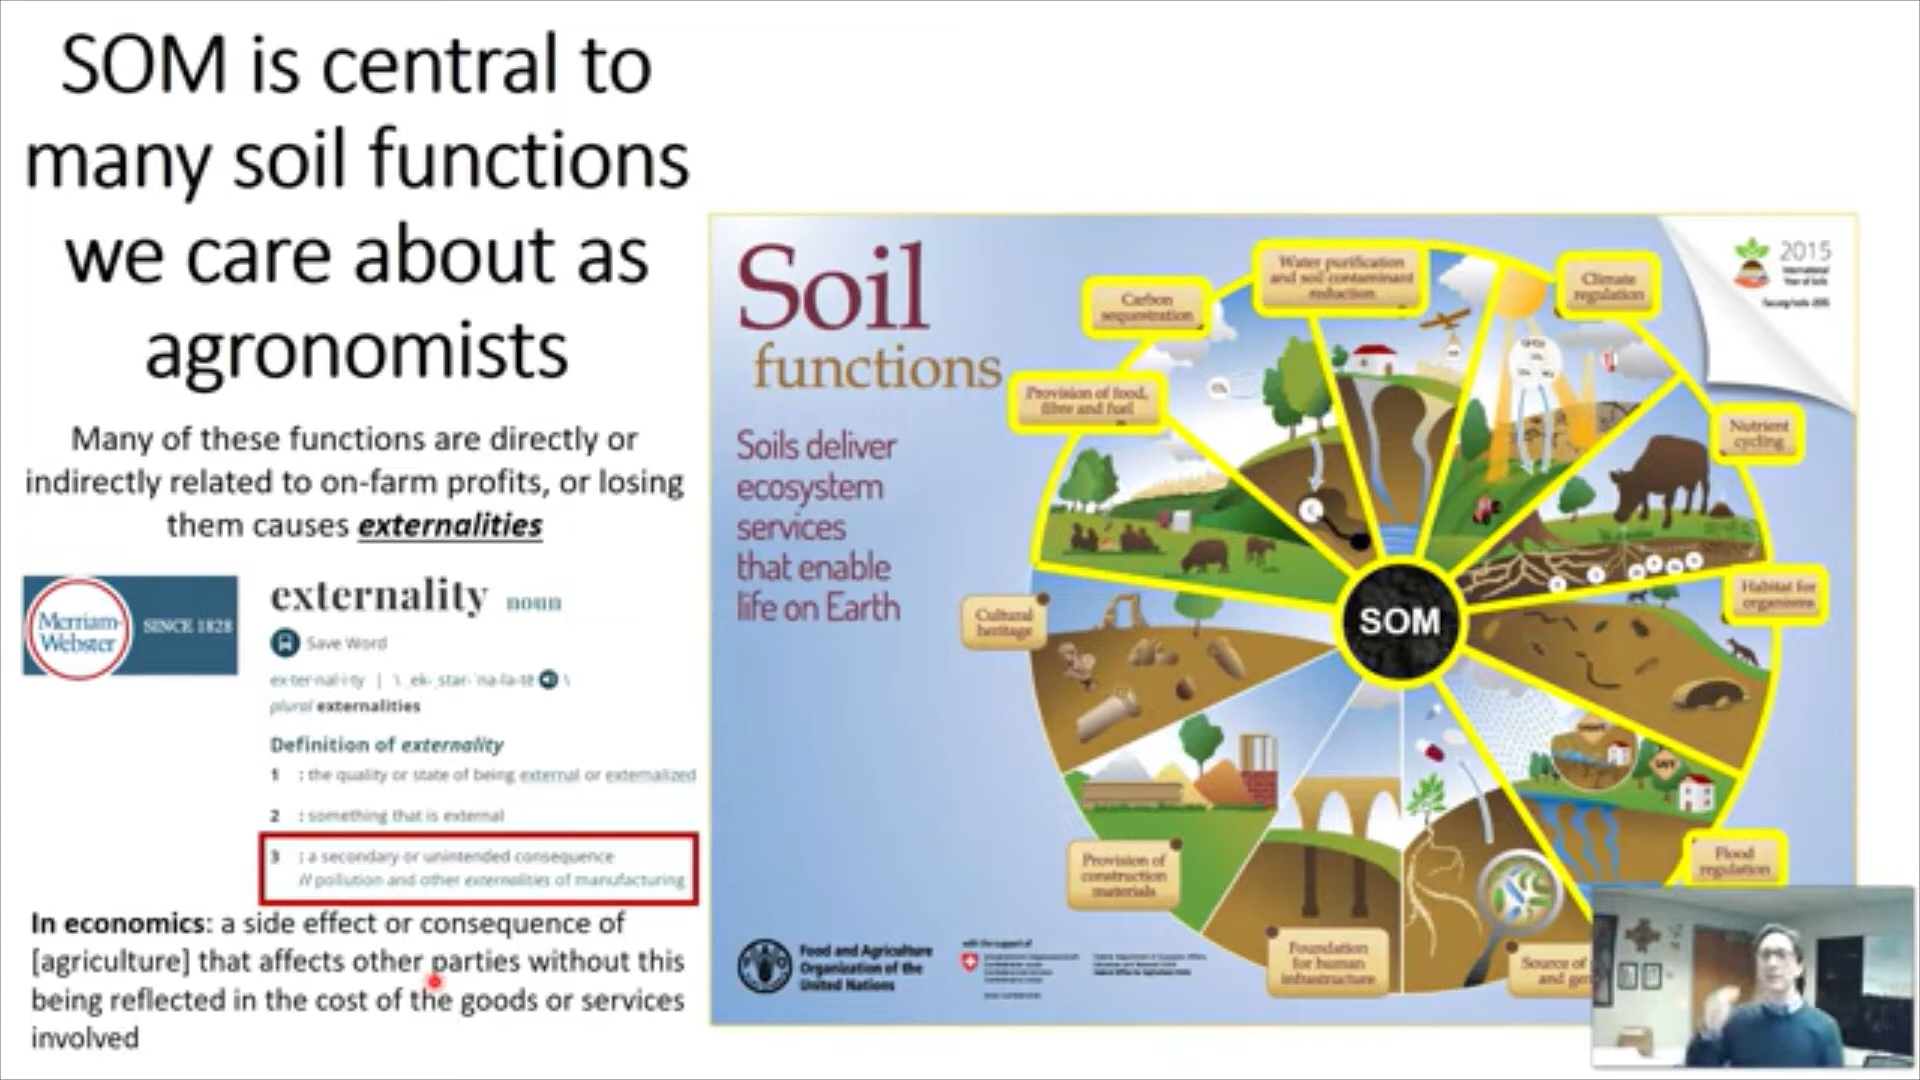 SOM is central to
many soil functions
we care about as
agronomists
Many of these functions are directly or
indirectly related to on-farm profits, or losing
them causes externalities
Merriam-
Webster
SINCE 1828
externality noun
Save Word
ex·ter·nal·i·ty
plural externalities
Definition of externality
1 : the quality or state of being external or externalized
2 : something that is external
3 : a secondary or unintended consequence
// pollution and other externalities of manufacturing
In economics: a side effect or consequence of
[agriculture] that affects other parties without this
being reflected in the cost of the goods or services
involved
Soil
functions
Soils deliver
ecosystem
services
that enable
life on Earth
Carbon
sequestration
Water purification
and soil contaminant
reduction
Climate
regulation
2015
International
Year of Soils
Provision of food,
fibre and fuel
Nutrient
cycling
Cultural
heritage
SOM
Habitat for
organisms
Provision of
construction
materials
Flood
regulation
Foundation
for human
infrastructure
Source of
and gen
Food and Agriculture
Organization of the
United Nations
with the support of